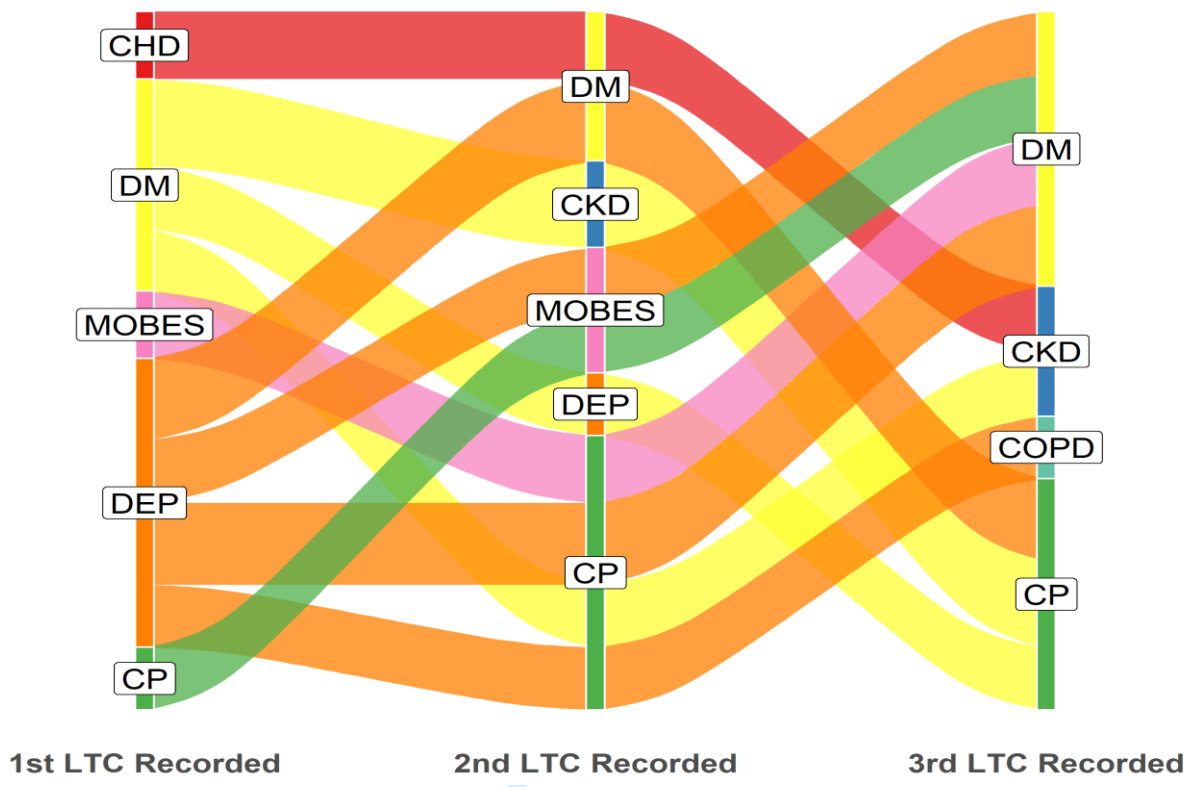 CHD
DM
MOBES
DEP
CP
DM
CKD
MOBES
DEP
CP
DM
CKD
COPD
CP
1st LTC Recorded
2nd LTC Recorded
3rd LTC Recorded